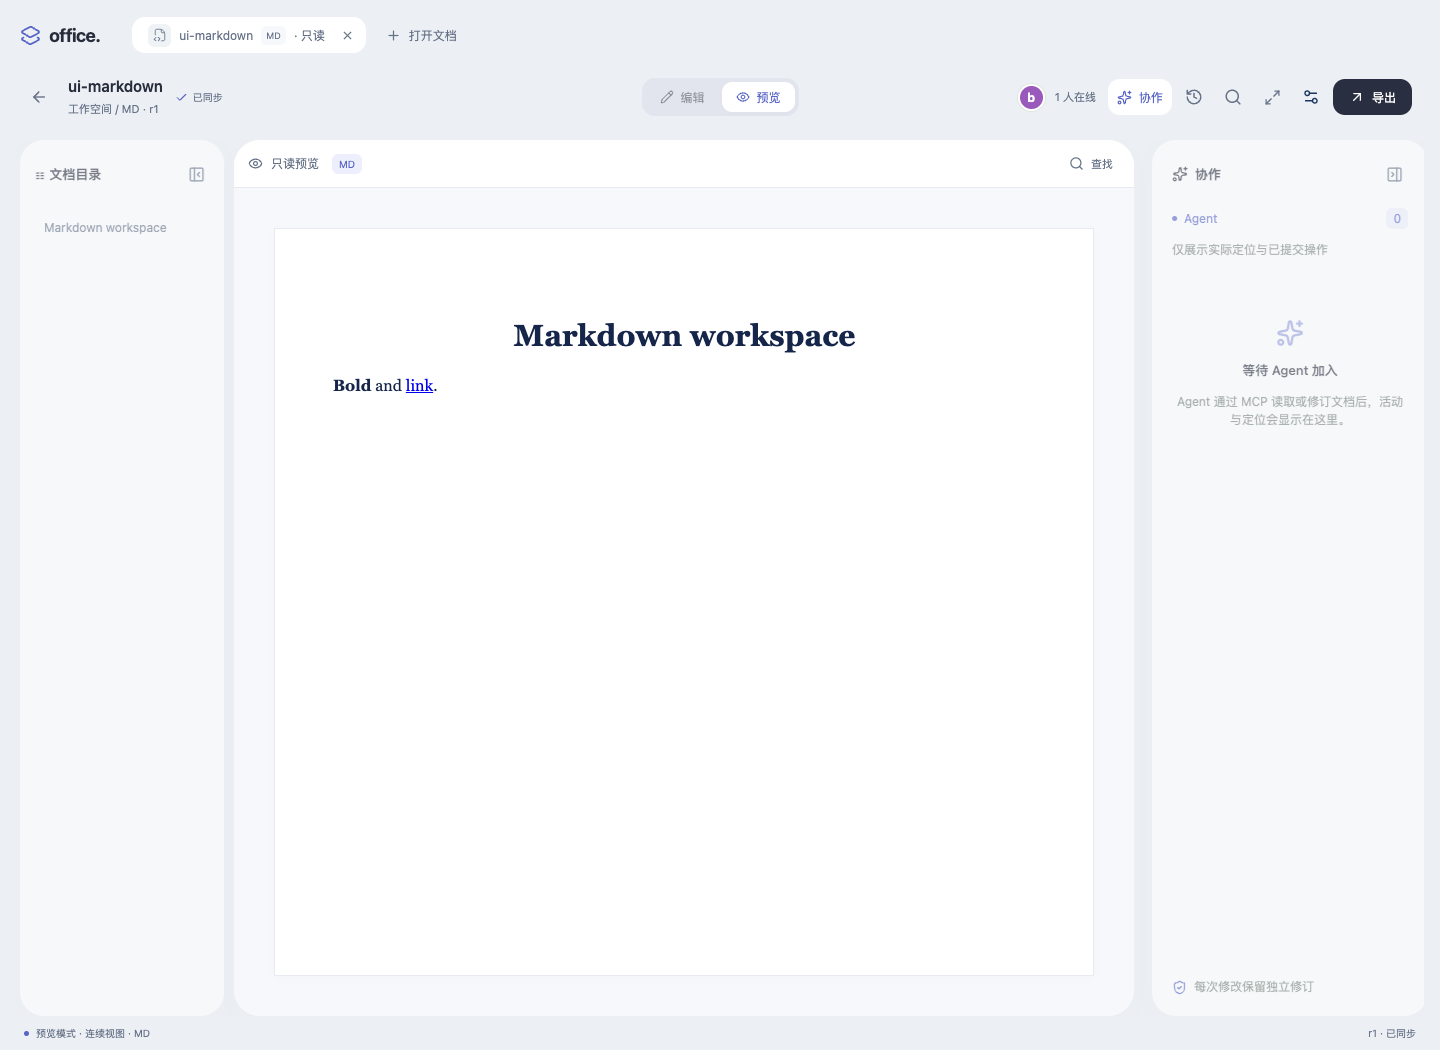 office.
ui-markdown MD · 只读
打开文档
ui-markdown
工作空间 / MD · r1
已同步
编辑
预览
b
1 人在线
协作
导出
文档目录
Markdown workspace
只读预览 MD
查找
Markdown workspace
Bold and link.
协作
Agent 0
仅展示实际定位与已提交操作
等待 Agent 加入
Agent 通过 MCP 读取或修订文档后，活动
与定位会显示在这里。
每次修改保留独立修订
预览模式 · 连续视图 · MD
r1 · 已同步